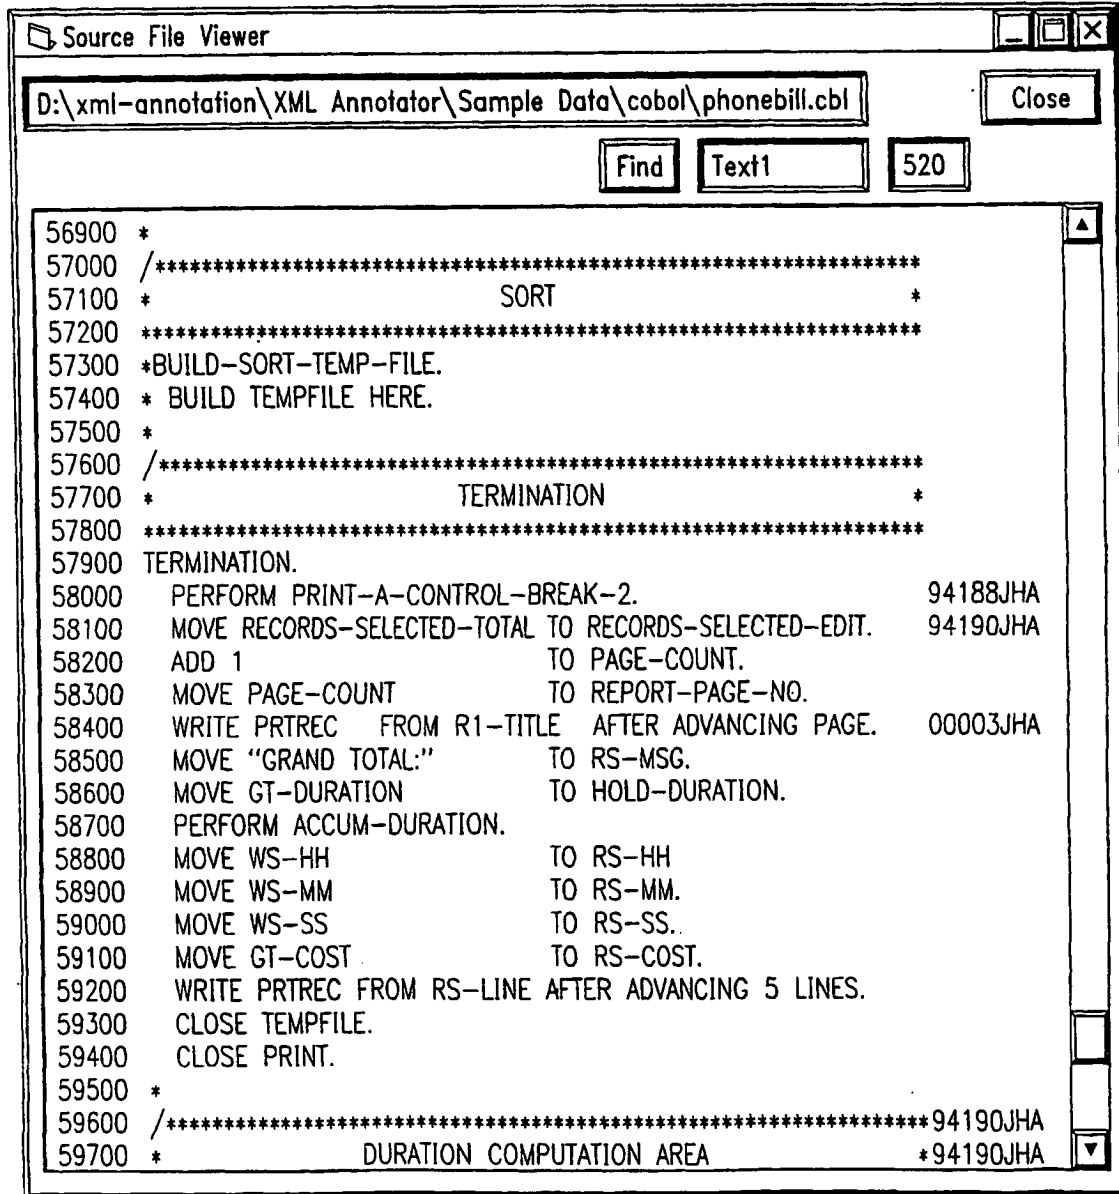 Source File Viewer
D:\xml-annotation\XML Annotator\Sample Data\cobol\phonebill.cbl Close
Find Text1 520
56900 *
57000 /******************************************************************
57100 * SORT *
57200 *******************************************************************
57300 *BUILD-SORT-TEMP-FILE.
57400 * BUILD TEMPFILE HERE.
57500 *
57600 /******************************************************************
57700 * TERMINATION *
57800 *******************************************************************
57900 TERMINATION.
58000 PERFORM PRINT-A-CONTROL-BREAK-2. 94188JHA
58100 MOVE RECORDS-SELECTED-TOTAL TO RECORDS-SELECTED-EDIT. 94190JHA
58200 ADD 1 TO PAGE-COUNT.
58300 MOVE PAGE-COUNT TO REPORT-PAGE-NO.
58400 WRITE PRTREC FROM R1-TITLE AFTER ADVANCING PAGE. 00003JHA
58500 MOVE "GRAND TOTAL:" TO RS-MSG.
58600 MOVE GT-DURATION TO HOLD-DURATION.
58700 PERFORM ACCUM-DURATION.
58800 MOVE WS-HH TO RS-HH
58900 MOVE WS-MM TO RS-MM.
59000 MOVE WS-SS TO RS-SS.
59100 MOVE GT-COST TO RS-COST.
59200 WRITE PRTREC FROM RS-LINE AFTER ADVANCING 5 LINES.
59300 CLOSE TEMPFILE.
59400 CLOSE PRINT.
59500 *
59600 /******************************************************************94190JHA
59700 * DURATION COMPUTATION AREA *94190JHA